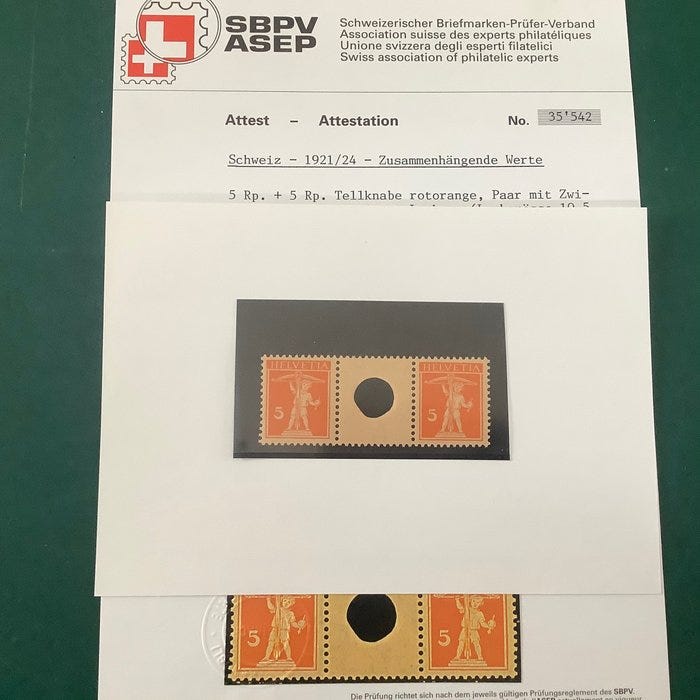 SBPV
ASEP
Schweizerischer Briefmarken-Prüfer-Verband
Association suisse des experts philatéliques
Unione svizzera degli esperti filatelici
Swiss association of philatelic experts
Attest – Attestation No. 35'542
Schweiz - 1921/24 - Zusammenhängende Werte
5 Rp. + 5 Rp. Tellknabe rotorange, Paar mit Zwi-
HELVETIA HELVETIA
5 5
5 5
Die Prüfung richtet sich nach dem jeweils gültigen Prüfungsreglement des SBPV.